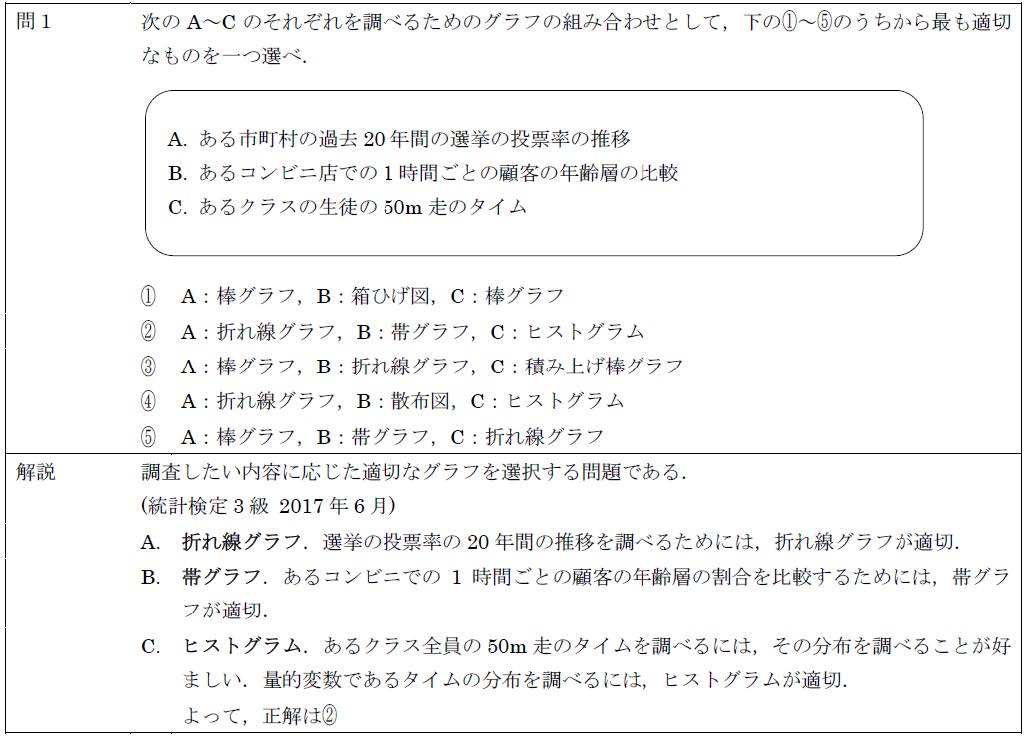 問1
次の A～C のそれぞれを調べるためのグラフの組み合わせとして，下の①～⑤のうちから最も適切
なものを一つ選べ．
A. ある市町村の過去 20 年間の選挙の投票率の推移
B. あるコンビニ店での 1 時間ごとの顧客の年齢層の比較
C. あるクラスの生徒の 50m 走のタイム
① A：棒グラフ，B：箱ひげ図，C：棒グラフ
② A：折れ線グラフ，B：帯グラフ，C：ヒストグラム
③ A：棒グラフ，B：折れ線グラフ，C：積み上げ棒グラフ
④ A：折れ線グラフ，B：散布図，C：ヒストグラム
⑤ A：棒グラフ，B：帯グラフ，C：折れ線グラフ
解説
調査したい内容に応じた適切なグラフを選択する問題である．
(統計検定 3 級 2017 年 6 月)
A. 折れ線グラフ．選挙の投票率の 20 年間の推移を調べるためには，折れ線グラフが適切．
B. 帯グラフ．あるコンビニでの 1 時間ごとの顧客の年齢層の割合を比較するためには，帯グラ
フが適切．
C. ヒストグラム．あるクラス全員の 50m 走のタイムを調べるには，その分布を調べることが好
ましい．量的変数であるタイムの分布を調べるには，ヒストグラムが適切．
よって，正解は②